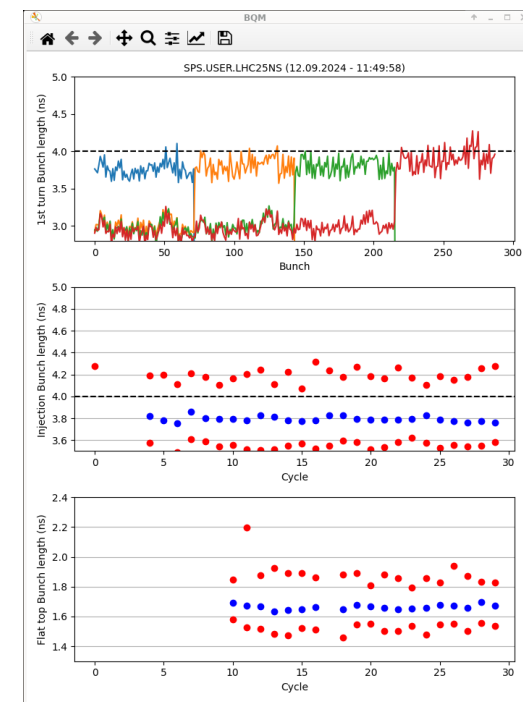 BQM
SPS.USER.LHC25NS (12.09.2024 - 11:49:58)
1st turn Bunch length (ns)
5.0
4.5
4.0
3.5
3.0
0 50 100 150 200 250 300
Bunch
Injection Bunch length (ns)
5.0
4.8
4.6
4.4
4.2
4.0
3.8
3.6
0 5 10 15 20 25 30
Cycle
Flat top Bunch length (ns)
2.4
2.2
2.0
1.8
1.6
1.4
0 5 10 15 20 25 30
Cycle